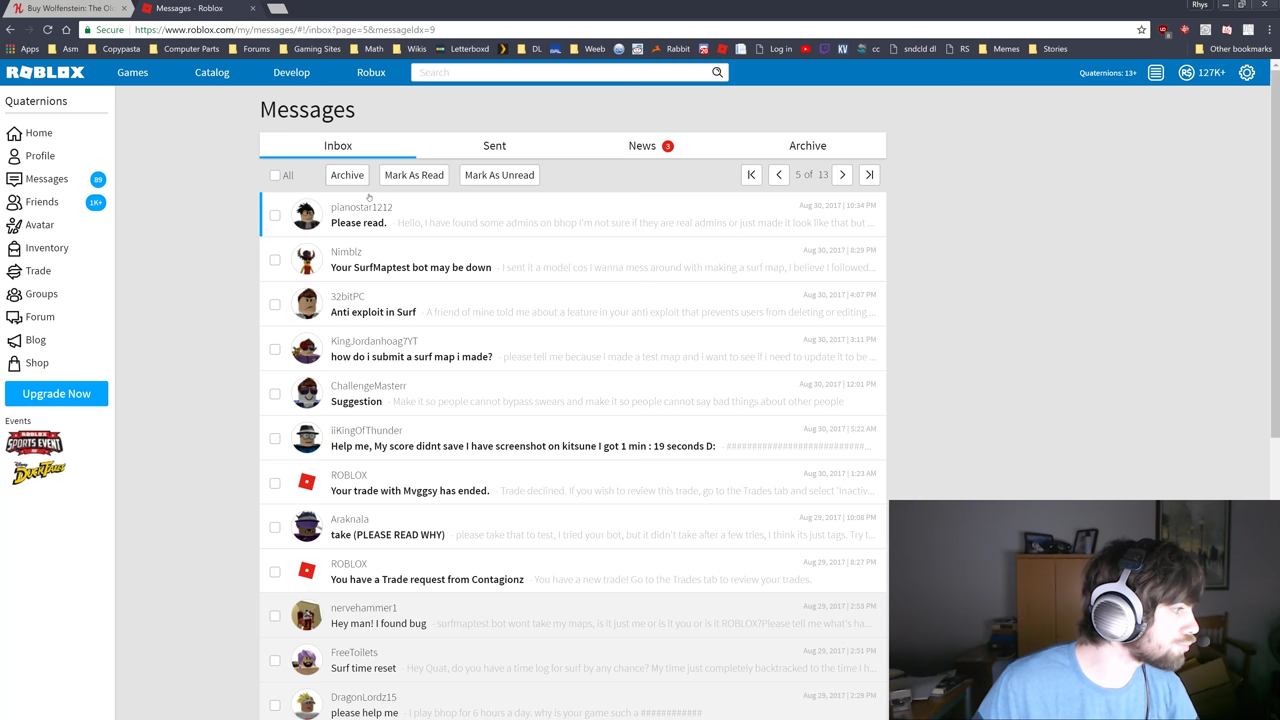 Buy Wolfenstein: The Old
Messages - Roblox
Rhys
Secure
https://www.roblox.com/my/messages/#!/inbox?page=5&messageIdx=9
Apps
Asm
Copypasta
Computer Parts
Forums
Gaming Sites
Math
Wikis
Letterboxd
DL
Weeb
Rabbit
Log in
cc
sndcld dl
RS
Memes
Stories
Other bookmarks
ROBLOX
Games
Catalog
Develop
Robux
Search
Quaternions: 13+
127K+
Quaternions
Home
Profile
Messages 89
Friends 1K+
Avatar
Inventory
Trade
Groups
Forum
Blog
Shop
Upgrade Now
Events
ROBLOX SPORTS EVENT
Disney DUCKTALES
Messages
Inbox
Sent
News 3
Archive
All
Archive
Mark As Read
Mark As Unread
5 of 13
pianostar1212
Aug 30, 2017 | 10:34 PM
Please read. - Hello, I have found some admins on bhop I'm not sure if they are real admins or just made it look like that but ...
Nimblz
Aug 30, 2017 | 8:29 PM
Your SurfMaptest bot may be down - I sent it a model cos I wanna mess around with making a surf map, I believe I followed...
32bitPC
Aug 30, 2017 | 4:07 PM
Anti exploit in Surf - A friend of mine told me about a feature in your anti exploit that prevents users from deleting or editing ...
KingJordanhoag7YT
Aug 30, 2017 | 3:11 PM
how do i submit a surf map i made? - please tell me because i made a test map and i want to see if i need to update it to be ...
ChallengeMasterr
Aug 30, 2017 | 12:01 PM
Suggestion - Make it so people cannot bypass swears and make it so people cannot say bad things about other people
iiKingOfThunder
Aug 30, 2017 | 5:22 AM
Help me, My score didnt save I have screenshot on kitsune I got 1 min : 19 seconds D: - ##########################...
ROBLOX
Aug 30, 2017 | 1:23 AM
Your trade with Mvggsy has ended. - Trade declined. If you wish to review this trade, go to the Trades tab and select 'Inactiv...
Araknala
Aug 29, 2017 | 10:08 PM
take (PLEASE READ WHY) - please take that to test, I tried your bot, but it didn't take after a few tries, I think its just tags. Try t...
ROBLOX
Aug 29, 2017 | 8:27 PM
You have a Trade request from Contagionz - You have a new trade! Go to the Trades tab to review your trades.
nervehammer1
Aug 29, 2017 | 2:53 PM
Hey man! I found bug - surfmaptest bot wont take my maps, is it just me or is it you or is it ROBLOX?Please tell me what's ha...
FreeToilets
Aug 29, 2017 | 2:51 PM
Surf time reset - Hey Quat, do you have a time log for surf by any chance? My time just completely backtracked to the time I h...
DragonLordz15
Aug 29, 2017 | 2:29 PM
please help me - I play bhop for 6 hours a day. why is your game such a ############